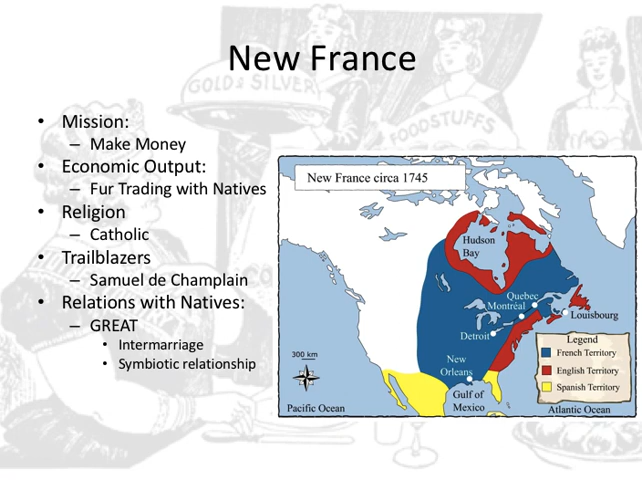 New France
GOLD & SILVER
FOODSTUFFS
• Mission:
– Make Money
• Economic Output:
– Fur Trading with Natives
• Religion
– Catholic
• Trailblazers
– Samuel de Champlain
• Relations with Natives:
– GREAT
• Intermarriage
• Symbiotic relationship
New France circa 1745
Hudson
Bay
Quebec
Montréal
Louisbourg
Detroit
New
Orleans
300 km
Gulf of
Mexico
Pacific Ocean
Atlantic Ocean
Legend
French Territory
English Territory
Spanish Territory